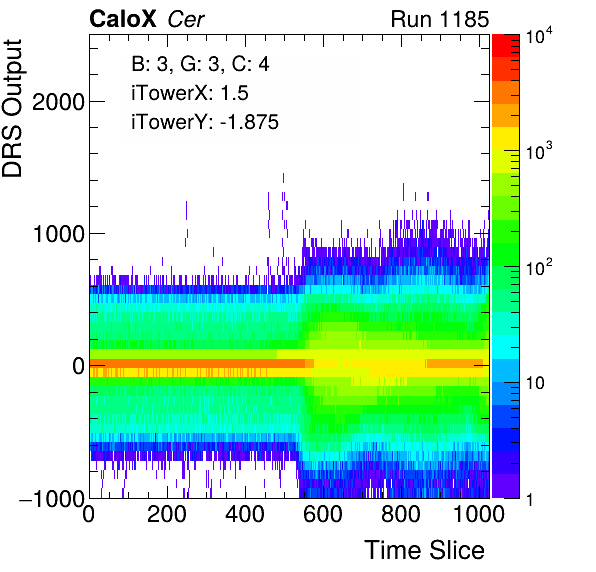 CaloX Cer Run 1185
B: 3, G: 3, C: 4
iTowerX: 1.5
iTowerY: -1.875
DRS Output
2000
1000
0
−1000
0 200 400 600 800 1000
Time Slice
10^4
10^3
10^2
10
1